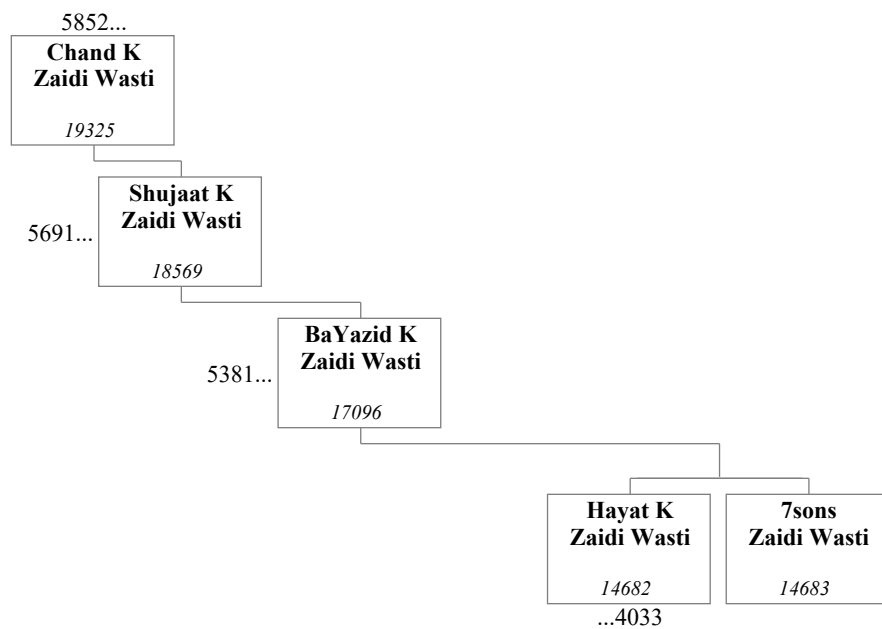 5852...
Chand K
Zaidi Wasti
19325
Shujaat K
Zaidi Wasti
5691...
18569
BaYazid K
Zaidi Wasti
5381...
17096
Hayat K
Zaidi Wasti
14682
...4033
7sons
Zaidi Wasti
14683